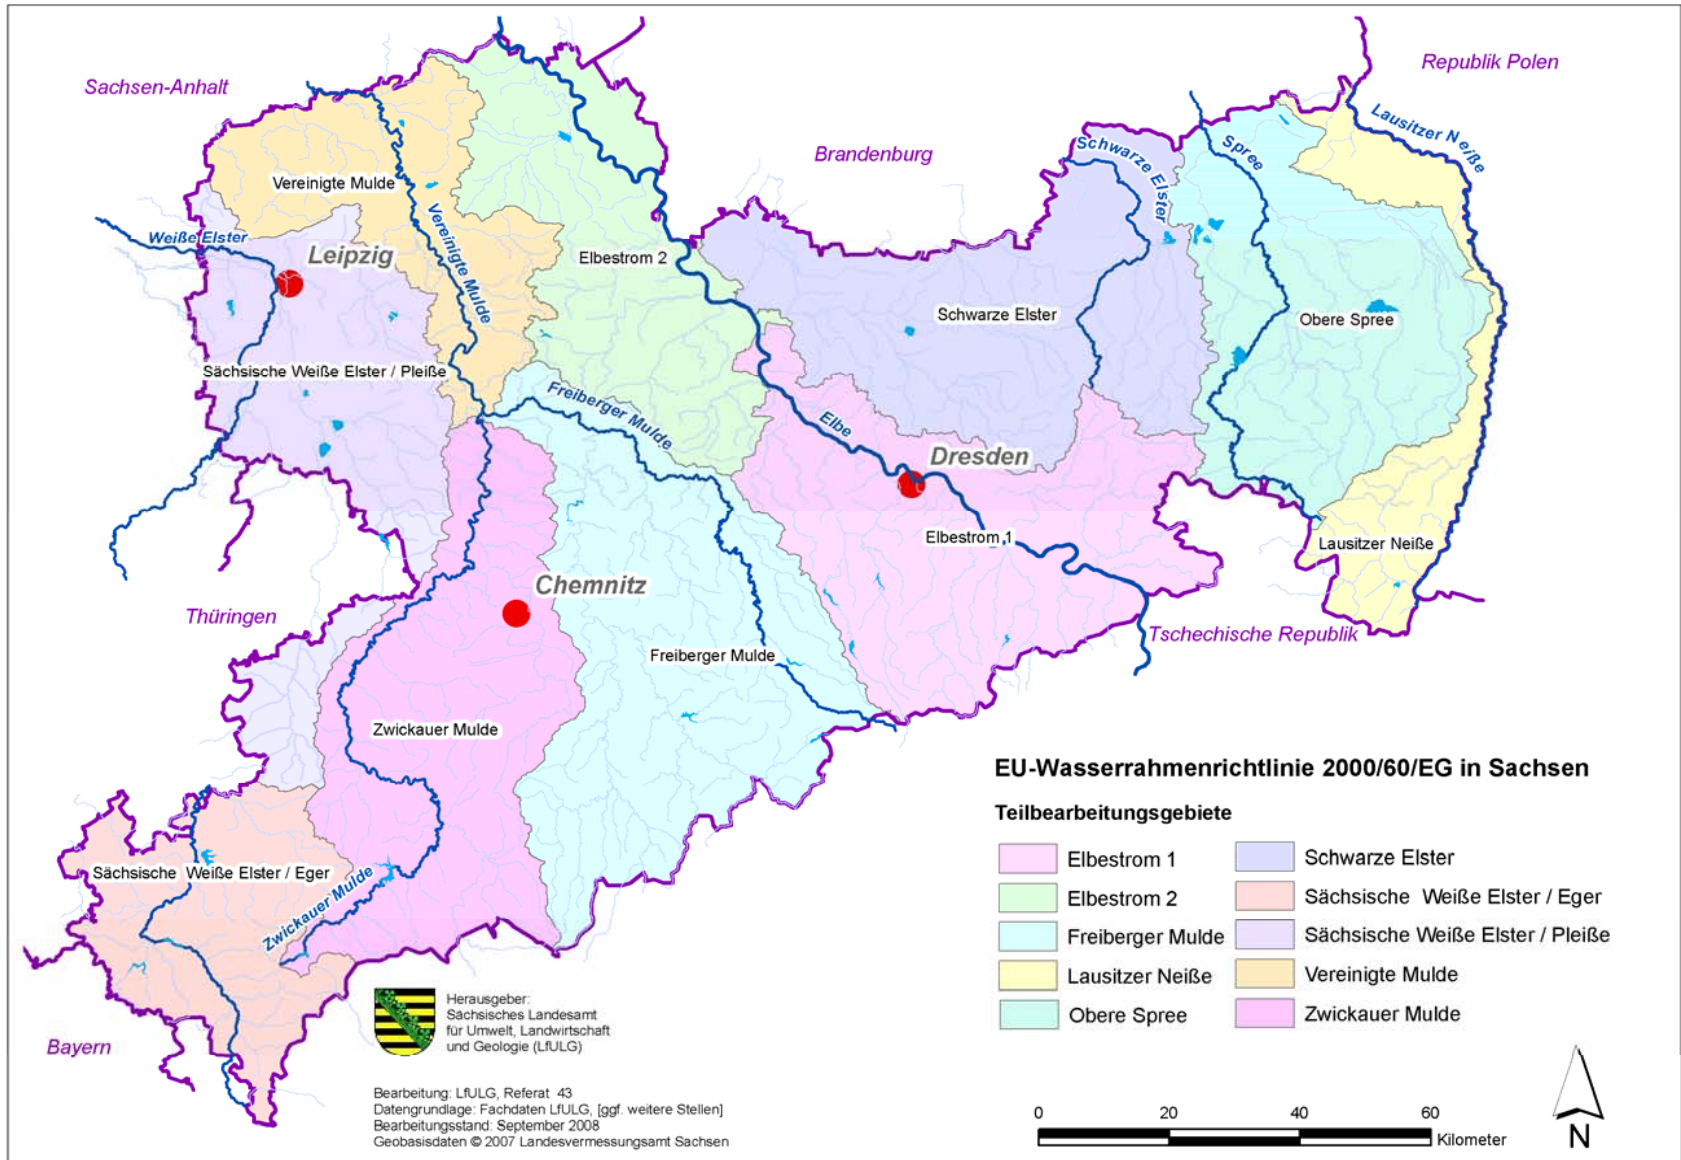 Sachsen-Anhalt
Republik Polen
Lausitzer Neiße
Brandenburg
Schwarze Elster
Spree
Vereinigte Mulde
Vereinigte Mulde
Weiße Elster
Leipzig
Elbestrom 2
Schwarze Elster
Obere Spree
Sächsische Weiße Elster / Pleiße
Freiberger Mulde
Elbe
Dresden
Elbestrom 1
Lausitzer Neiße
Chemnitz
Thüringen
Tschechische Republik
Freiberger Mulde
Zwickauer Mulde
Sächsische Weiße Elster / Eger
Zwickauer Mulde
Bayern
EU-Wasserrahmenrichtlinie 2000/60/EG in Sachsen
Teilbearbeitungsgebiete
Elbestrom 1
Elbestrom 2
Freiberger Mulde
Lausitzer Neiße
Obere Spree
Schwarze Elster
Sächsische Weiße Elster / Eger
Sächsische Weiße Elster / Pleiße
Vereinigte Mulde
Zwickauer Mulde
Herausgeber:
Sächsisches Landesamt
für Umwelt, Landwirtschaft
und Geologie (LfULG)
Bearbeitung: LfULG, Referat 43
Datengrundlage: Fachdaten LfULG, [ggf. weitere Stellen]
Bearbeitungsstand: September 2008
Geobasisdaten © 2007 Landesvermessungsamt Sachsen
0 20 40 60
Kilometer
N